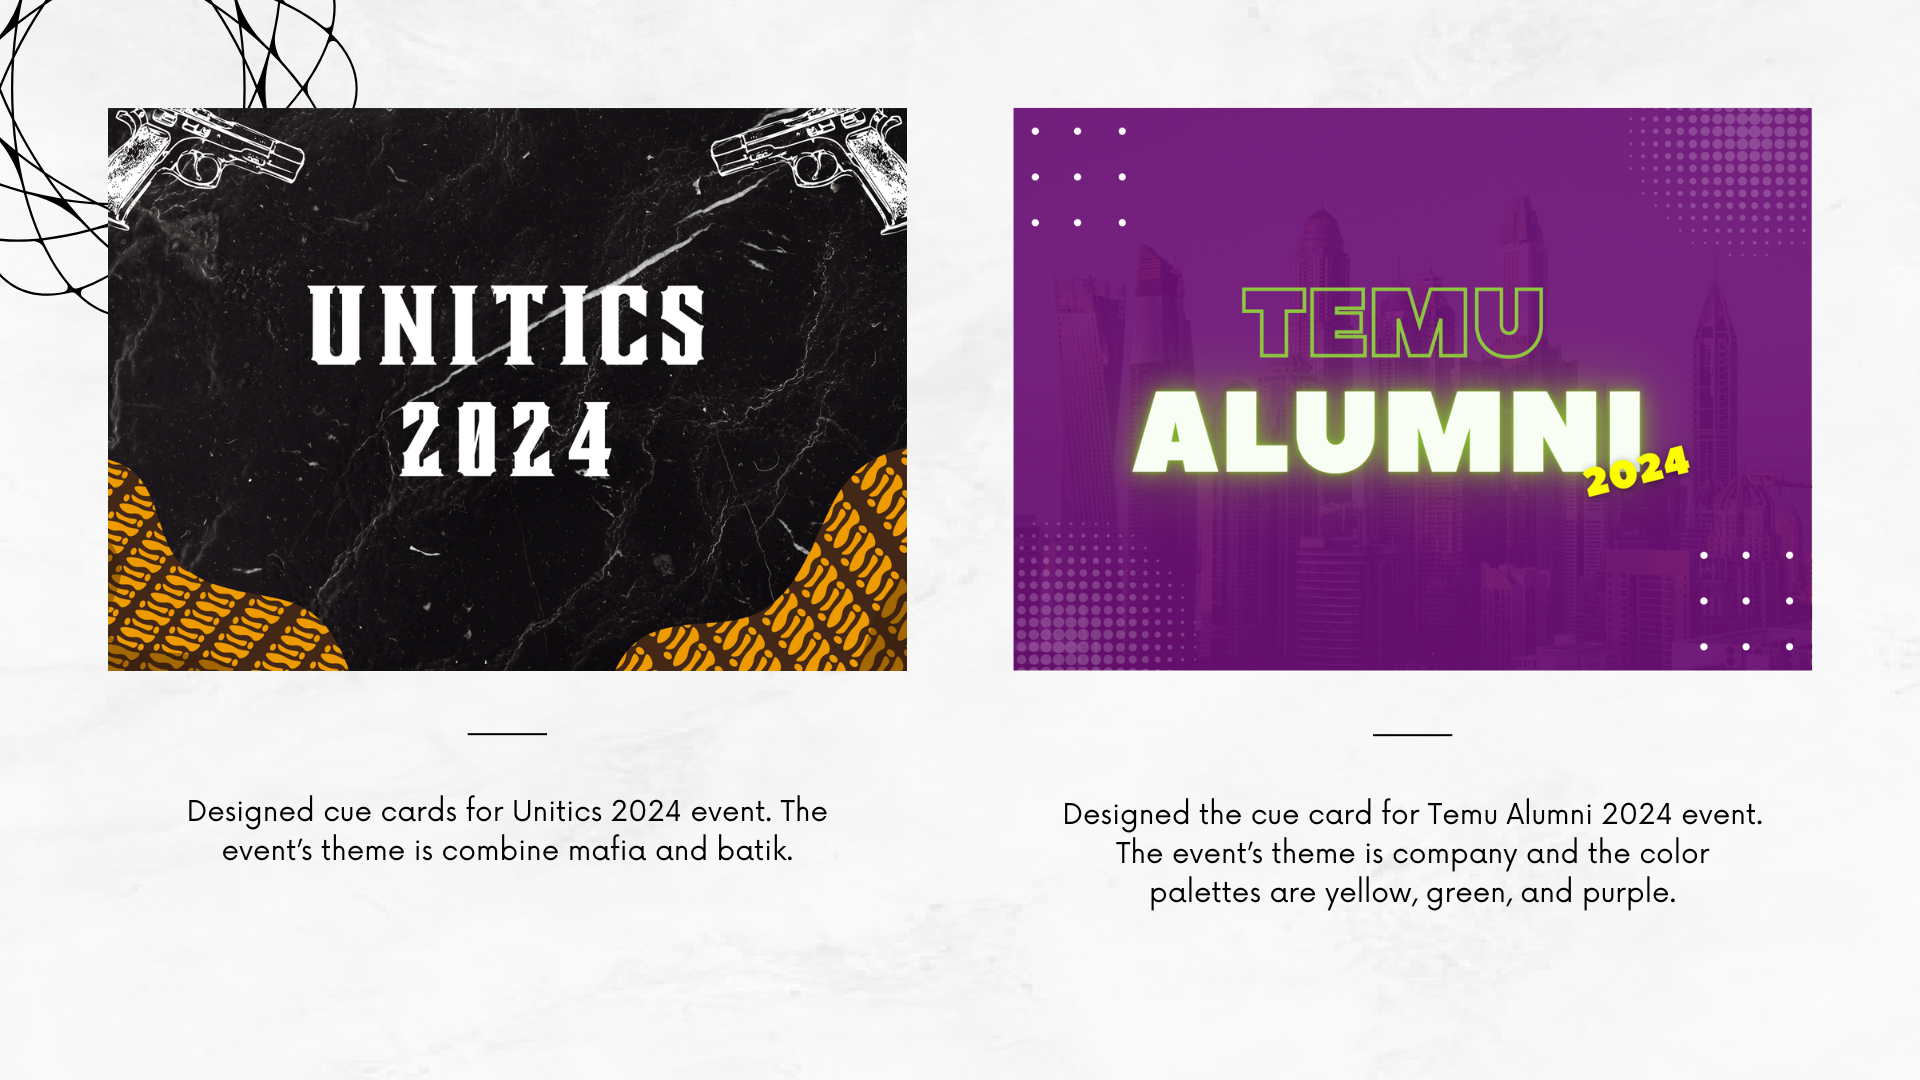 UNITICS
2024
TEMU
ALUMNI
2024
Designed cue cards for Unitics 2024 event. The
event’s theme is combine mafia and batik.
Designed the cue card for Temu Alumni 2024 event.
The event’s theme is company and the color
palettes are yellow, green, and purple.